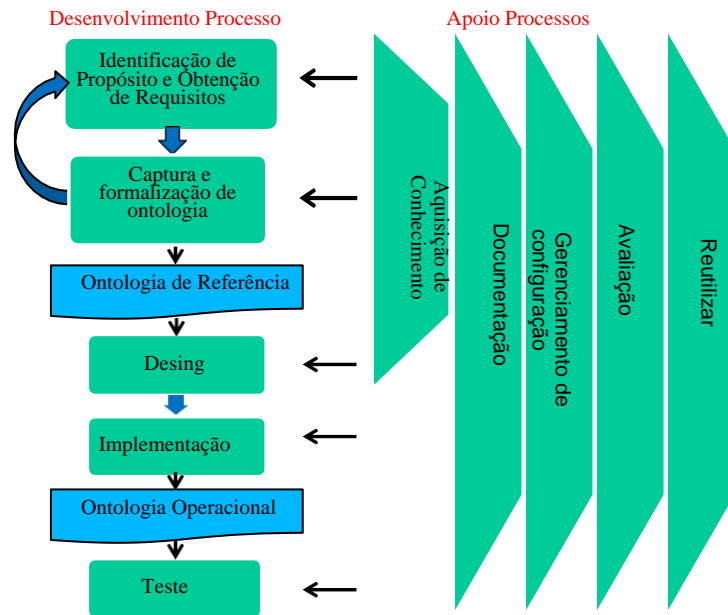 Desenvolvimento Processo
Apoio Processos
Identificação de
Propósito e Obtenção
de Requisitos
Captura e
formalização de
ontologia
Ontologia de Referência
Desing
Implementação
Ontologia Operacional
Teste
Aquisição de
Conhecimento
Documentação
Gerenciamento de
configuração
Avaliação
Reutilizar